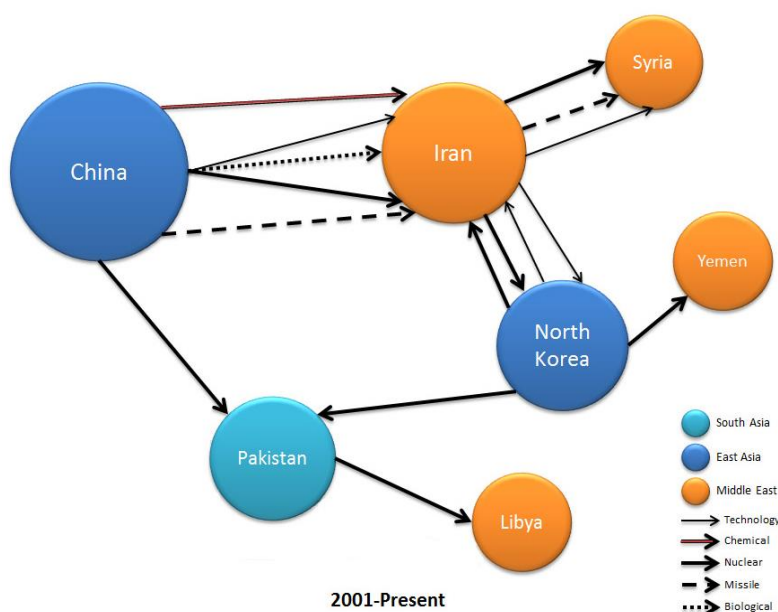 Syria
China
Iran
Yemen
North
Korea
Pakistan
Libya
South Asia
East Asia
Middle East
Technology
Chemical
Nuclear
Missile
Biological
2001-Present